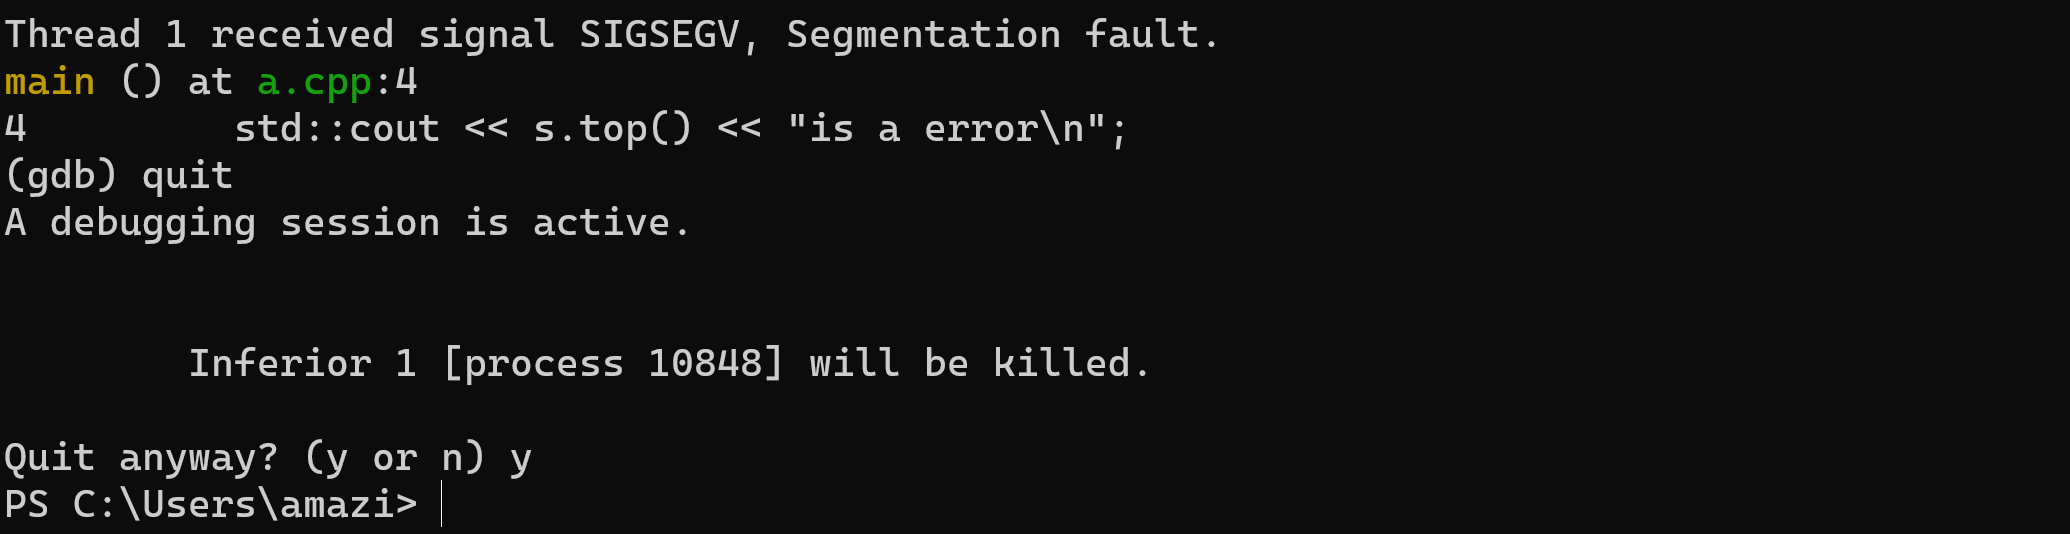 Thread 1 received signal SIGSEGV, Segmentation fault.
main () at a.cpp:4
4         std::cout << s.top() << "is a error\n";
(gdb) quit
A debugging session is active.
        Inferior 1 [process 10848] will be killed.
Quit anyway? (y or n) y
PS C:\Users\amazi>